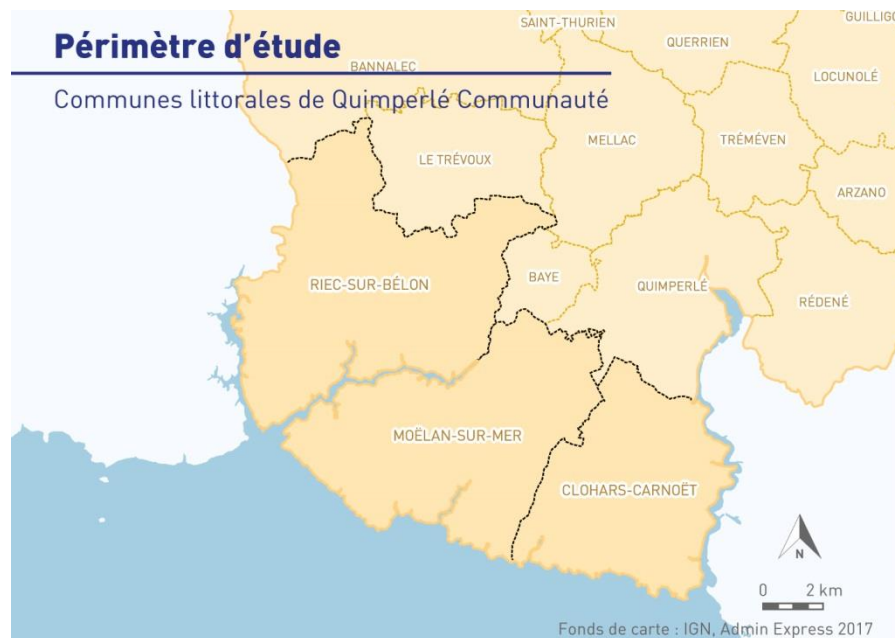 Périmètre d'étude
Communes littorales de Quimperlé Communauté
SAINT-THURIEN
GUILLIGO
QUERRIEN
BANNALEC
LOCUNOLÉ
MELLAC
TRÉMÉVEN
LE TRÉVOUX
ARZANO
RIEC-SUR-BÉLON
BAYE
QUIMPERLÉ
RÉDENÉ
MOËLAN-SUR-MER
CLOHARS-CARNOËT
N
0 2 km
Fonds de carte : IGN, Admin Express 2017